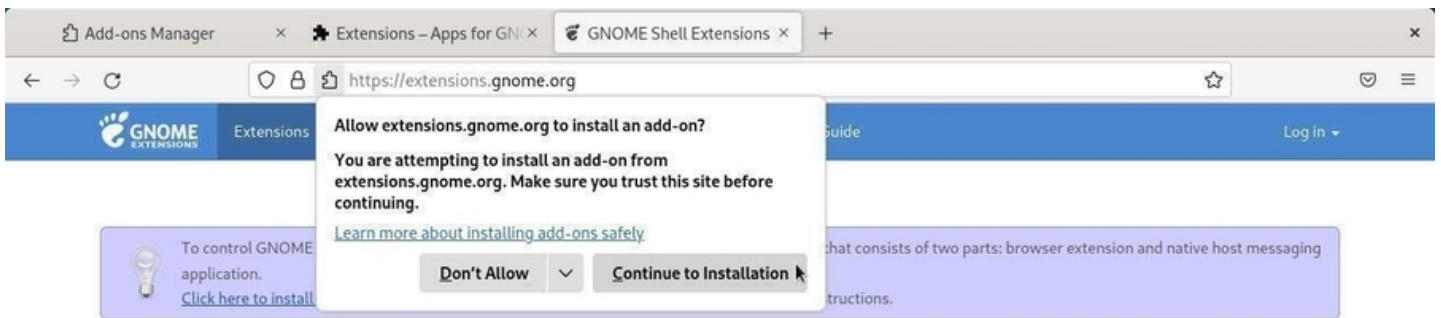 Add-ons Manager
Extensions – Apps for GN
GNOME Shell Extensions
https://extensions.gnome.org
GNOME
EXTENSIONS
Extensions
Guide
Log in
Allow extensions.gnome.org to install an add-on?
You are attempting to install an add-on from
extensions.gnome.org. Make sure you trust this site before
continuing.
Learn more about installing add-ons safely
Don't Allow
Continue to Installation
To control GNOME
that consists of two parts: browser extension and native host messaging
application.
Click here to install